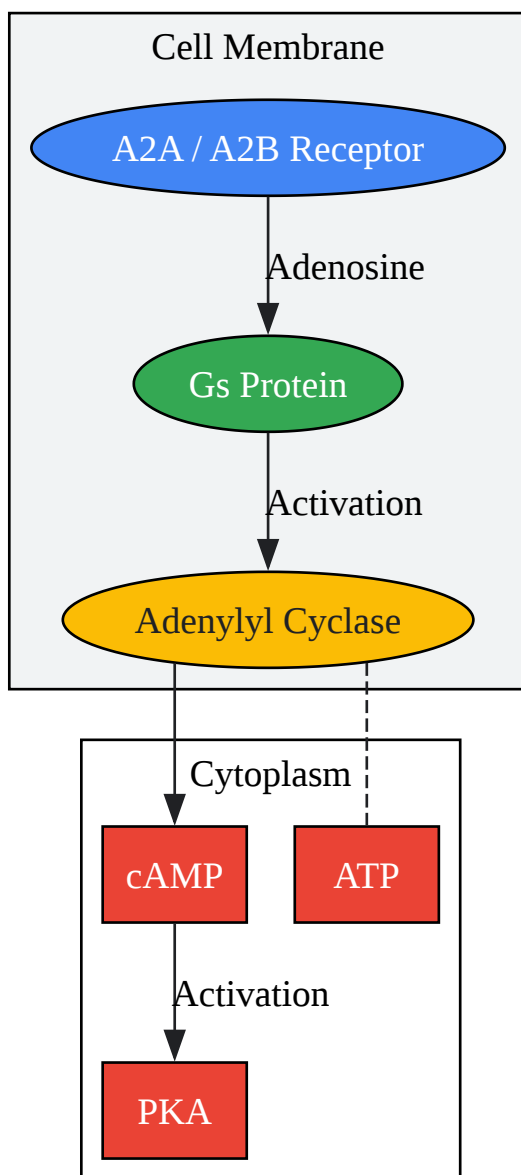 Cell Membrane
A2A / A2B Receptor
Adenosine
Gs Protein
Activation
Adenylyl Cyclase
Cytoplasm
cAMP
ATP
Activation
PKA